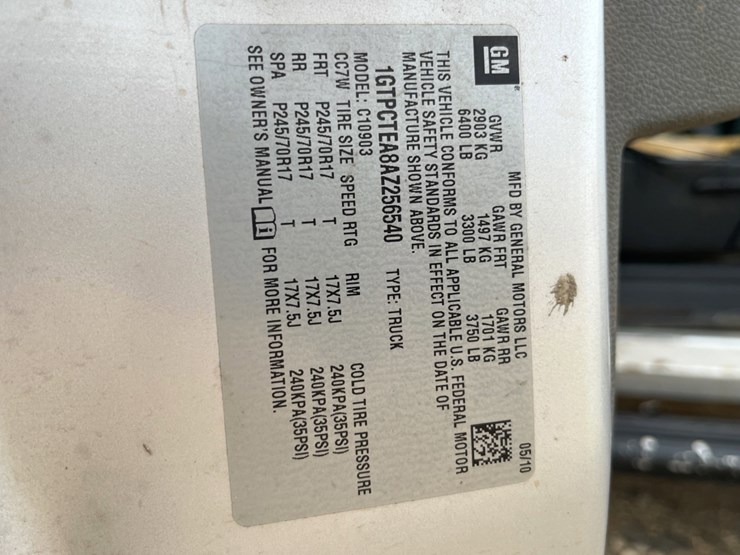 GM
MFD BY GENERAL MOTORS LLC 05/10
GVWR GAWR FRT GAWR RR
2903 KG 1497 KG 1701 KG
6400 LB 3300 LB 3750 LB
THIS VEHICLE CONFORMS TO ALL APPLICABLE U.S. FEDERAL MOTOR
VEHICLE SAFETY STANDARDS IN EFFECT ON THE DATE OF
MANUFACTURE SHOWN ABOVE.
1GTPCTEA8AZ256540 TYPE: TRUCK
MODEL: C10903
CC7W TIRE SIZE SPEED RTG RIM COLD TIRE PRESSURE
FRT P245/70R17 T 17X7.5J 240KPA(35PSI)
RR P245/70R17 T 17X7.5J 240KPA(35PSI)
SPA P245/70R17 T 17X7.5J 240KPA(35PSI)
SEE OWNER'S MANUAL FOR MORE INFORMATION.